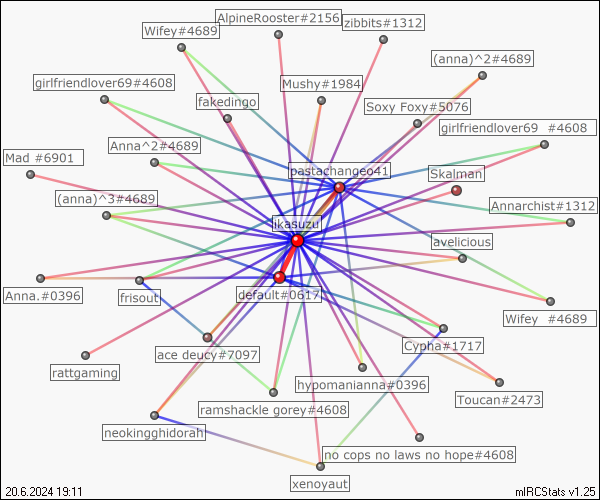 AlpineRooster#2156
zibbits#1312
Wifey#4689
(anna)^2#4689
girlfriendlover69#4608
Mushy#1984
fakedingo
Soxy Foxy#5076
girlfriendlover69 #4608
Anna^2#4689
Mad #6901
pastachangeo41
Skalman
(anna)^3#4689
Annarchist#1312
jkasuzu
avelicious
Anna.#0396
frisout
default#0617
Wifey #4689
Cypha#1717
ace deucy#7097
rattgaming
hypomanianna#0396
Toucan#2473
ramshackle gorey#4608
neokingghidorah
no cops no laws no hope#4608
xenoyaut
20.6.2024 19:11
mIRCStats v1.25